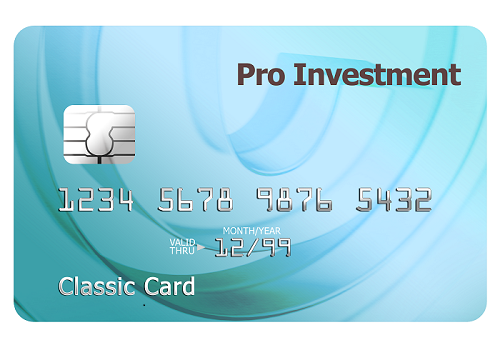 Pro Investment
1234 5678 9876 5432
MONTH/YEAR
VALID
THRU
12/99
Classic Card